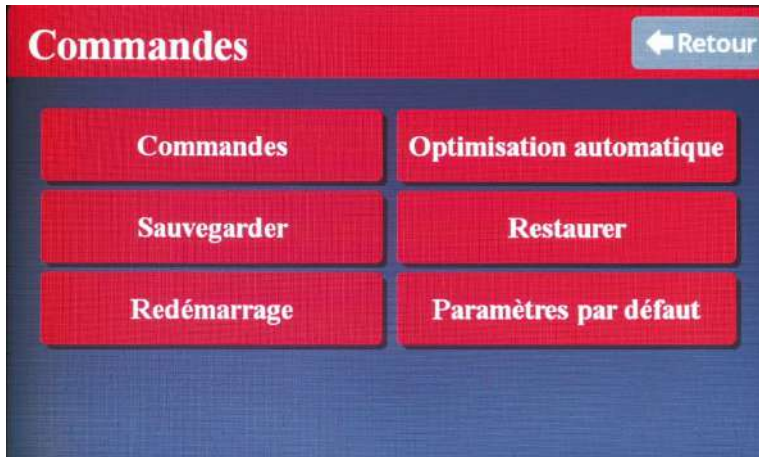 Commandes
Retour
Commandes
Optimisation automatique
Sauvegarder
Restaurer
Redémarrage
Paramètres par défaut